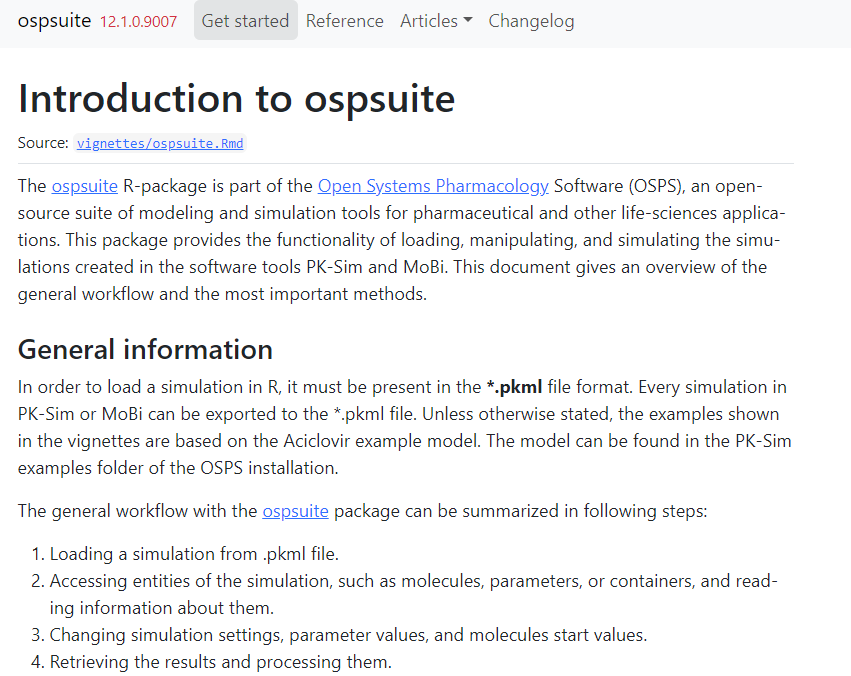 ospsuite 12.1.0.9007 Get started Reference Articles Changelog
Introduction to ospsuite
Source: vignettes/ospsuite.Rmd
The ospsuite R-package is part of the Open Systems Pharmacology Software (OSPS), an open-
source suite of modeling and simulation tools for pharmaceutical and other life-sciences applica-
tions. This package provides the functionality of loading, manipulating, and simulating the simu-
lations created in the software tools PK-Sim and MoBi. This document gives an overview of the
general workflow and the most important methods.
General information
In order to load a simulation in R, it must be present in the *.pkml file format. Every simulation in
PK-Sim or MoBi can be exported to the *.pkml file. Unless otherwise stated, the examples shown
in the vignettes are based on the Aciclovir example model. The model can be found in the PK-Sim
examples folder of the OSPS installation.
The general workflow with the ospsuite package can be summarized in following steps:
1. Loading a simulation from .pkml file.
2. Accessing entities of the simulation, such as molecules, parameters, or containers, and read-
ing information about them.
3. Changing simulation settings, parameter values, and molecules start values.
4. Retrieving the results and processing them.